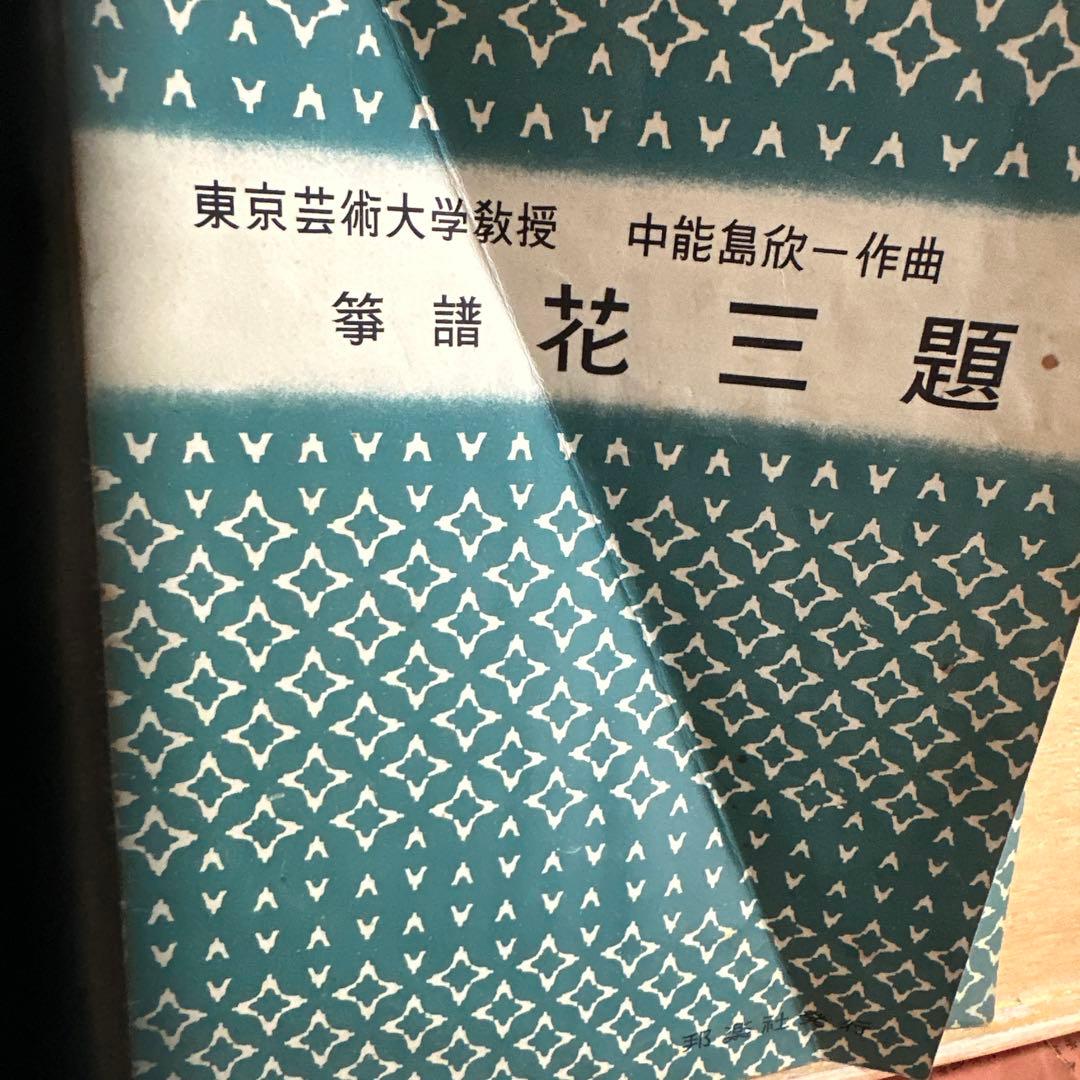 東京芸術大学教授　中能島欣一作曲
箏譜 花三題
邦楽社発行